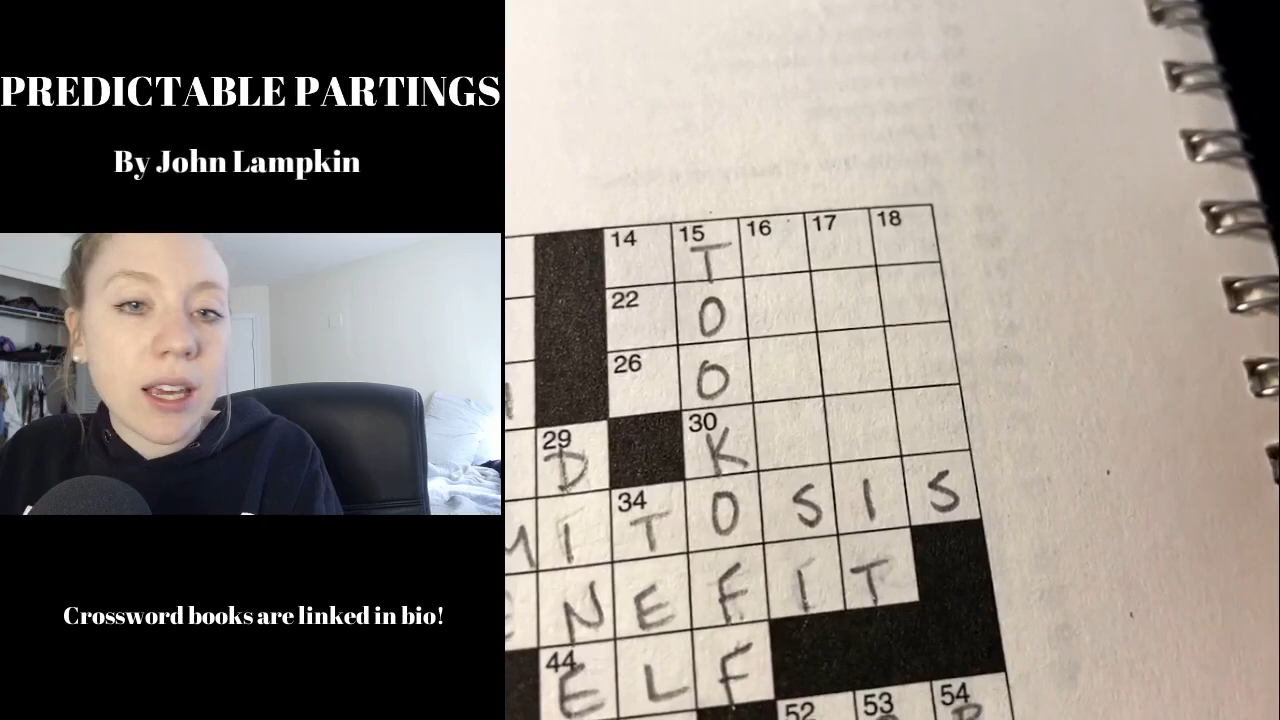 PREDICTABLE PARTINGS
By John Lampkin
Crossword books are linked in bio!
14 15 16 17 18
T
22 O
26 O
29 30
D K
34
M I T O S I S
N E F I T
44
E L F
52 53 54